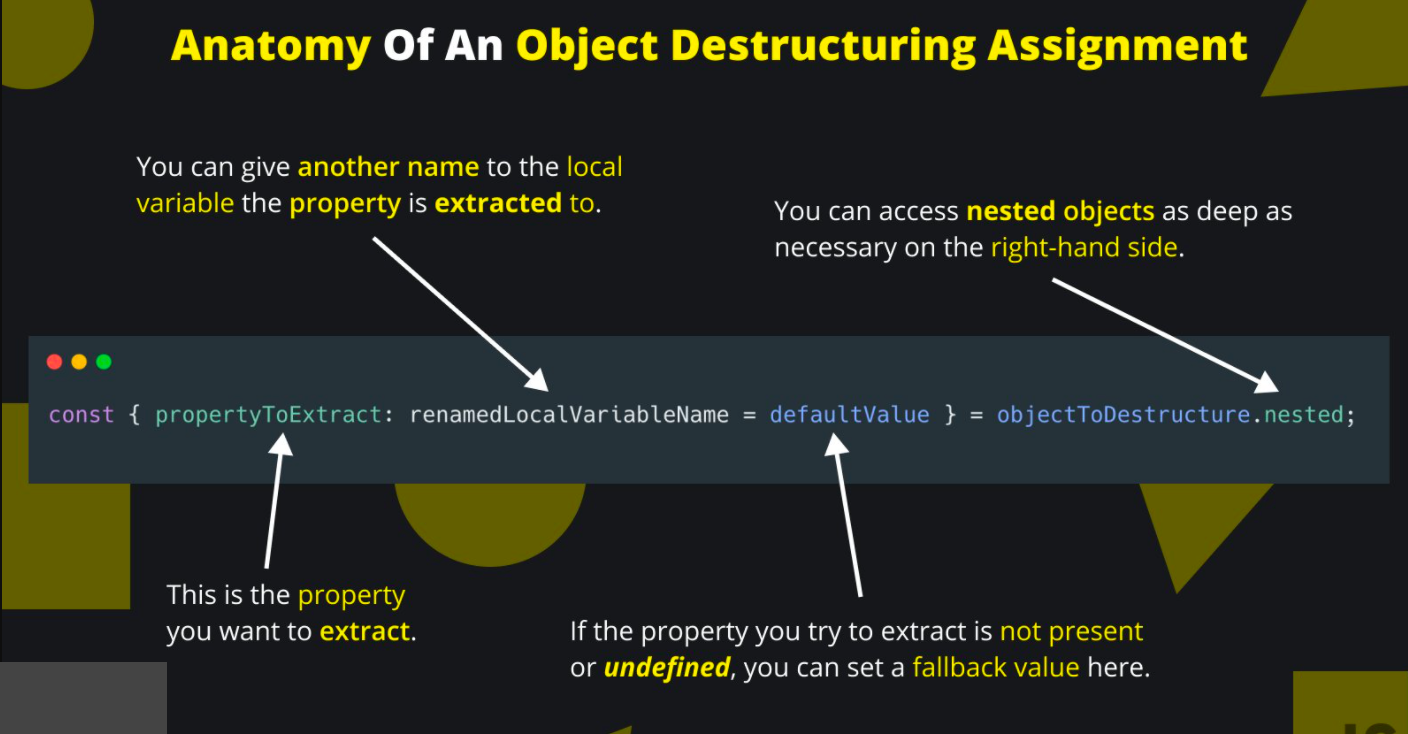 Anatomy Of An Object Destructuring Assignment
You can give another name to the local
variable the property is extracted to.
You can access nested objects as deep as
necessary on the right-hand side.
const { propertyToExtract: renamedLocalVariableName = defaultValue } = objectToDestructure.nested;
This is the property
you want to extract.
If the property you try to extract is not present
or undefined, you can set a fallback value here.